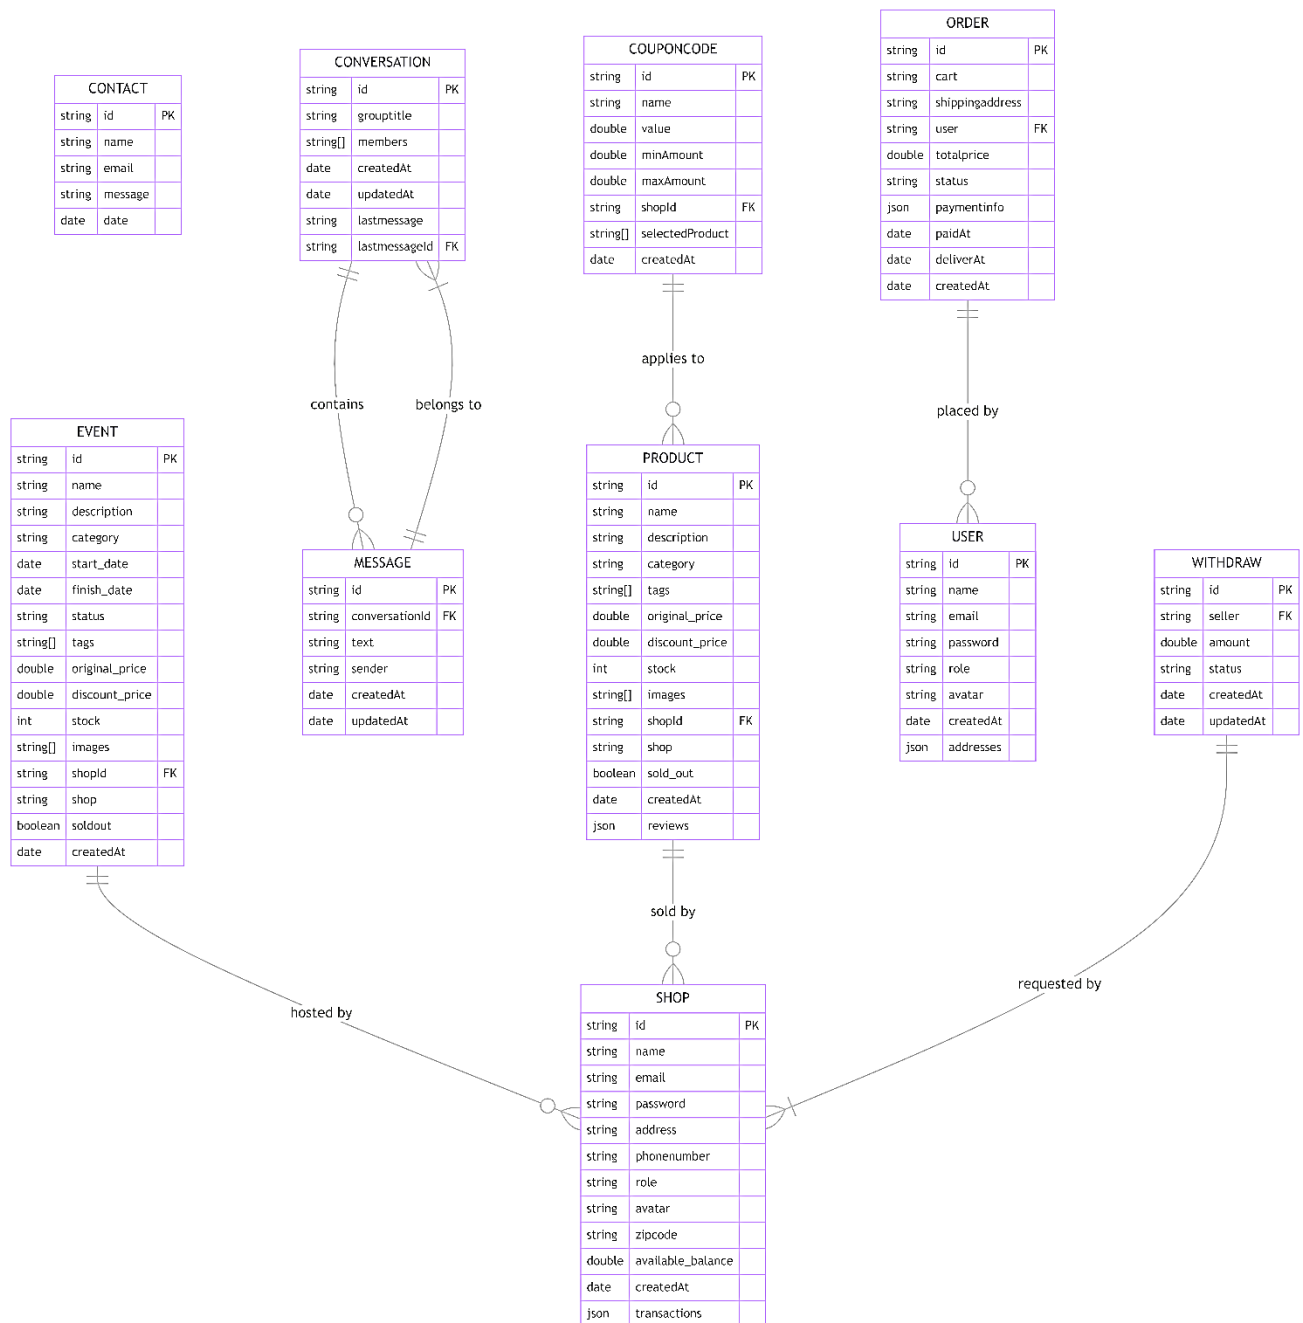 CONTACT
string id PK
string name
string email
string message
date date
CONVERSATION
string id PK
string grouptitle
string[] members
date createdAt
date updatedAt
string lastmessage
string lastmessageId FK
COUPONCODE
string id PK
string name
double value
double minAmount
double maxAmount
string shopId FK
string[] selectedProduct
date createdAt
ORDER
string id PK
string cart
string shippingaddress
string user FK
double totalprice
string status
json paymentinfo
date paidAt
date deliverAt
date createdAt
contains
belongs to
applies to
placed by
EVENT
string id PK
string name
string description
string category
date start_date
date finish_date
string status
string[] tags
double original_price
double discount_price
int stock
string[] images
string shopId FK
string shop
boolean soldout
date createdAt
MESSAGE
string id PK
string conversationId FK
string text
string sender
date createdAt
date updatedAt
PRODUCT
string id PK
string name
string description
string category
string[] tags
double original_price
double discount_price
int stock
string[] images
string shopId FK
string shop
boolean sold_out
date createdAt
json reviews
USER
string id PK
string name
string email
string password
string role
string avatar
date createdAt
json addresses
WITHDRAW
string id PK
string seller FK
double amount
string status
date createdAt
date updatedAt
hosted by
sold by
requested by
SHOP
string id PK
string name
string email
string password
string address
string phonenumber
string role
string avatar
string zipcode
double available_balance
date createdAt
json transactions